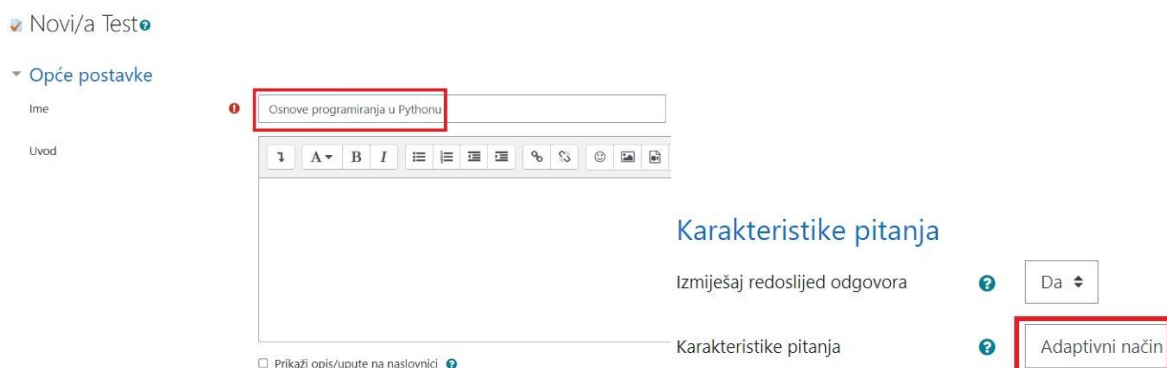 Novi/a Test
Opće postavke
Ime
Osnove programiranja u Pythonu
Uvod
A B I
Prikaži opis/upute na naslovnici
Karakteristike pitanja
Izmiješaj redoslijed odgovora
Da
Karakteristike pitanja
Adaptivni način